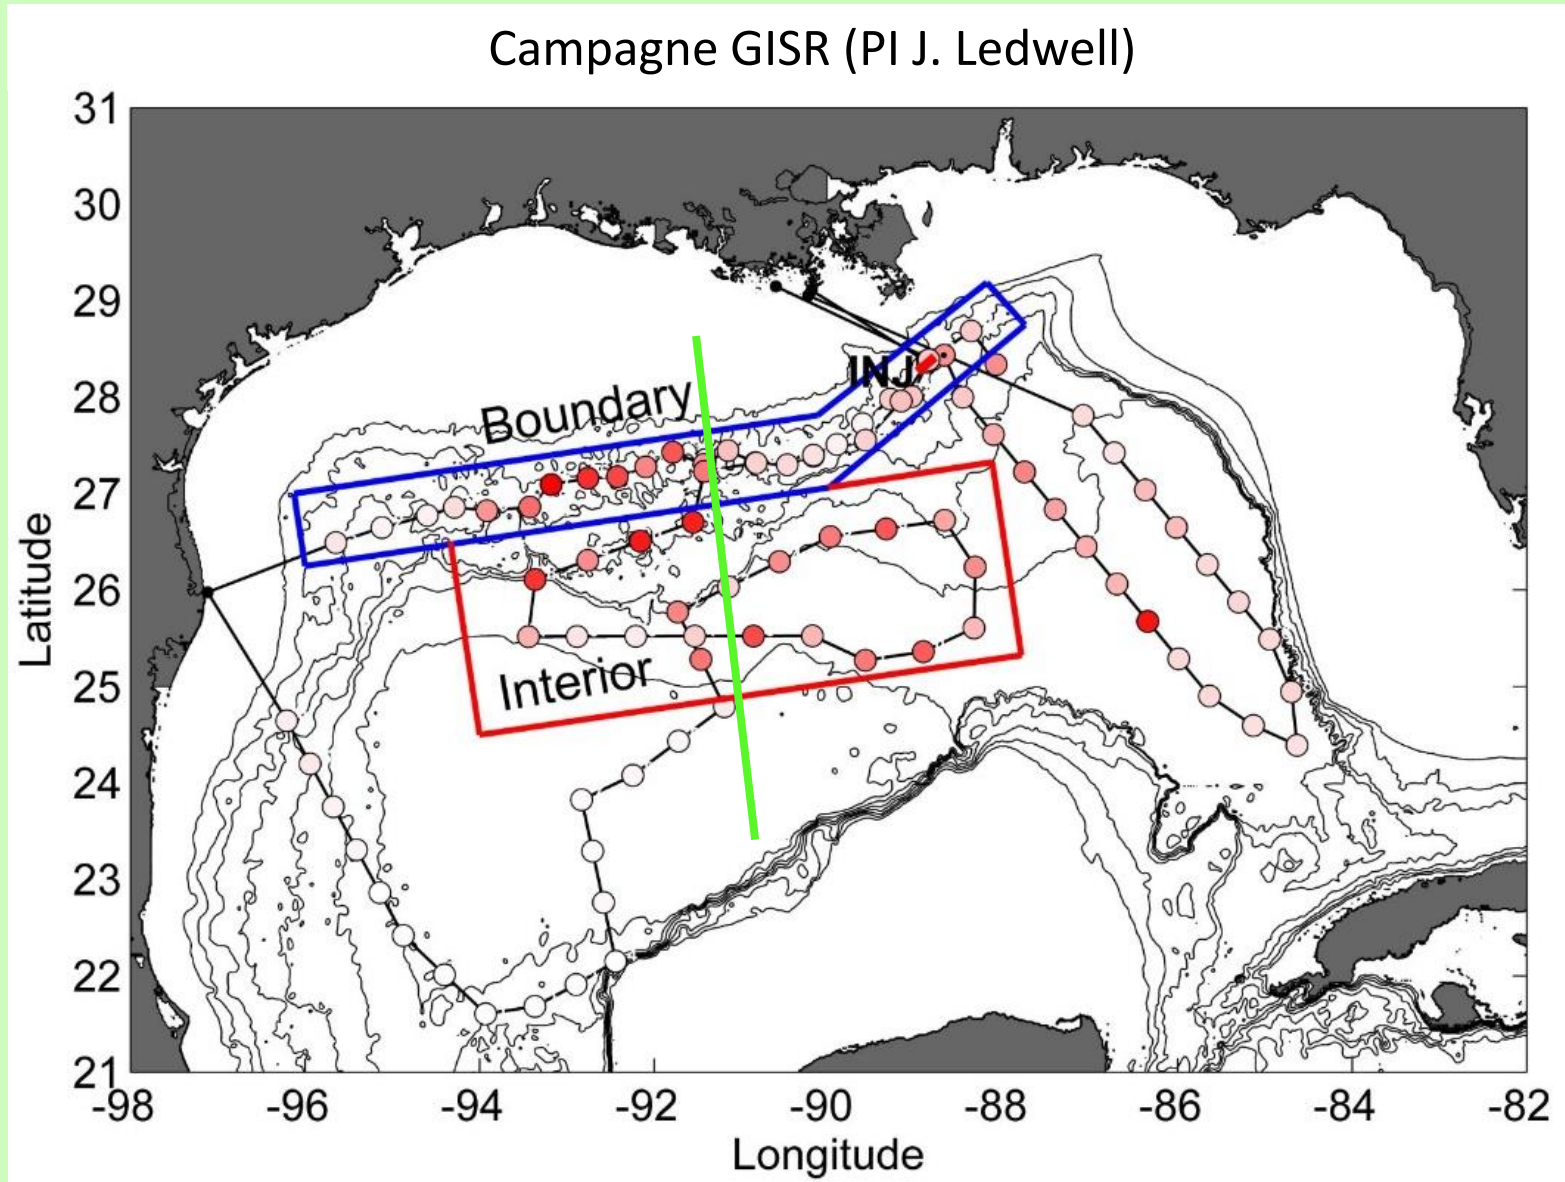 Campagne GISR (PI J. Ledwell)
31
30
29
28
27
26
25
24
23
22
21
Latitude
INJ
Boundary
Interior
-98 -96 -94 -92 -90 -88 -86 -84 -82
Longitude